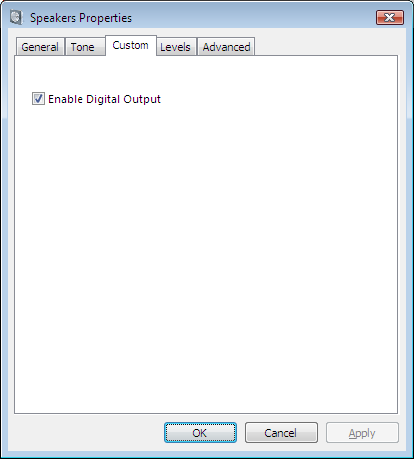 Speakers Properties
General Tone Custom Levels Advanced
Enable Digital Output
OK Cancel Apply